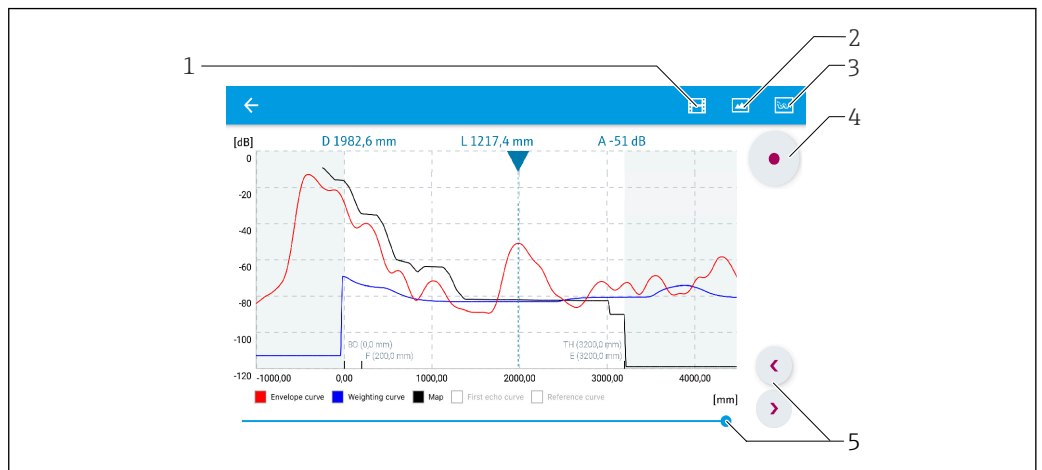 1
2
3
4
[dB]
D 1982,6 mm
L 1217,4 mm
A -51 dB
0
-20
-40
-60
-80
-100
-120
BD (0,0 mm)
F (200,0 mm)
TH (3200,0 mm)
E (3200,0 mm)
-1000,00
0,00
1000,00
2000,00
3000,00
4000,00
Envelope curve
Weighting curve
Map
First echo curve
Reference curve
[mm]
5